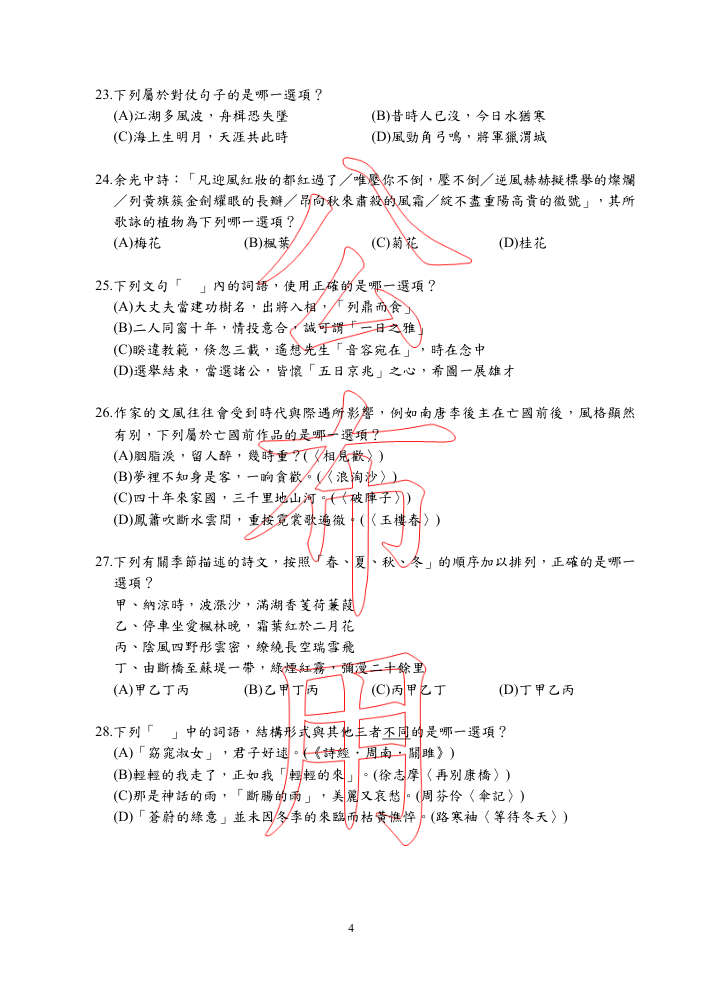 23.下列屬於對仗句子的是哪一選項？
(A)江湖多風波，舟楫恐失墜 (B)昔時人已沒，今日水猶寒
(C)海上生明月，天涯共此時 (D)風勁角弓鳴，將軍獵渭城
24.余光中詩：「凡迎風紅妝的都紅過了／唯壓你不倒，壓不倒／逆風赫赫擬標舉的燦爛
／列黃旗簇金劍耀眼的長瓣／昂向秋來肅殺的風霜／綻不盡重陽高貴的徽號」，其所
歌詠的植物為下列哪一選項？
(A)梅花 (B)楓葉 (C)菊花 (D)桂花
25.下列文句「　」內的詞語，使用正確的是哪一選項？
(A)大丈夫當建功樹名，出將入相，「列鼎而食」
(B)二人同窗十年，情投意合，誠可謂「一日之雅」
(C)睽違教範，倏忽三載，遙想先生「音容宛在」，時在念中
(D)選舉結束，當選諸公，皆懷「五日京兆」之心，希圖一展雄才
26.作家的文風往往會受到時代與際遇所影響，例如南唐李後主在亡國前後，風格顯然
有別，下列屬於亡國前作品的是哪一選項？
(A)胭脂淚，留人醉，幾時重？(〈相見歡〉)
(B)夢裡不知身是客，一晌貪歡。(〈浪淘沙〉)
(C)四十年來家國，三千里地山河。(〈破陣子〉)
(D)鳳簫吹斷水雲間，重按霓裳歌遍徹。(〈玉樓春〉)
27.下列有關季節描述的詩文，按照「春、夏、秋、冬」的順序加以排列，正確的是哪一
選項？
甲、納涼時，波漲沙，滿湖香芰荷蒹葭
乙、停車坐愛楓林晚，霜葉紅於二月花
丙、陰風四野彤雲密，繚繞長空瑞雪飛
丁、由斷橋至蘇堤一帶，綠煙紅霧，彌漫二十餘里
(A)甲乙丁丙 (B)乙甲丁丙 (C)丙甲乙丁 (D)丁甲乙丙
28.下列「　」中的詞語，結構形式與其他三者不同的是哪一選項？
(A)「窈窕淑女」，君子好逑。(《詩經．周南．關雎》)
(B)輕輕的我走了，正如我「輕輕的來」。(徐志摩〈再別康橋〉)
(C)那是神話的雨，「斷腸的雨」，美麗又哀愁。(周芬伶〈傘記〉)
(D)「蒼蔚的綠意」並未因冬季的來臨而枯黃憔悴。(路寒袖〈等待冬天〉)
公布用
4